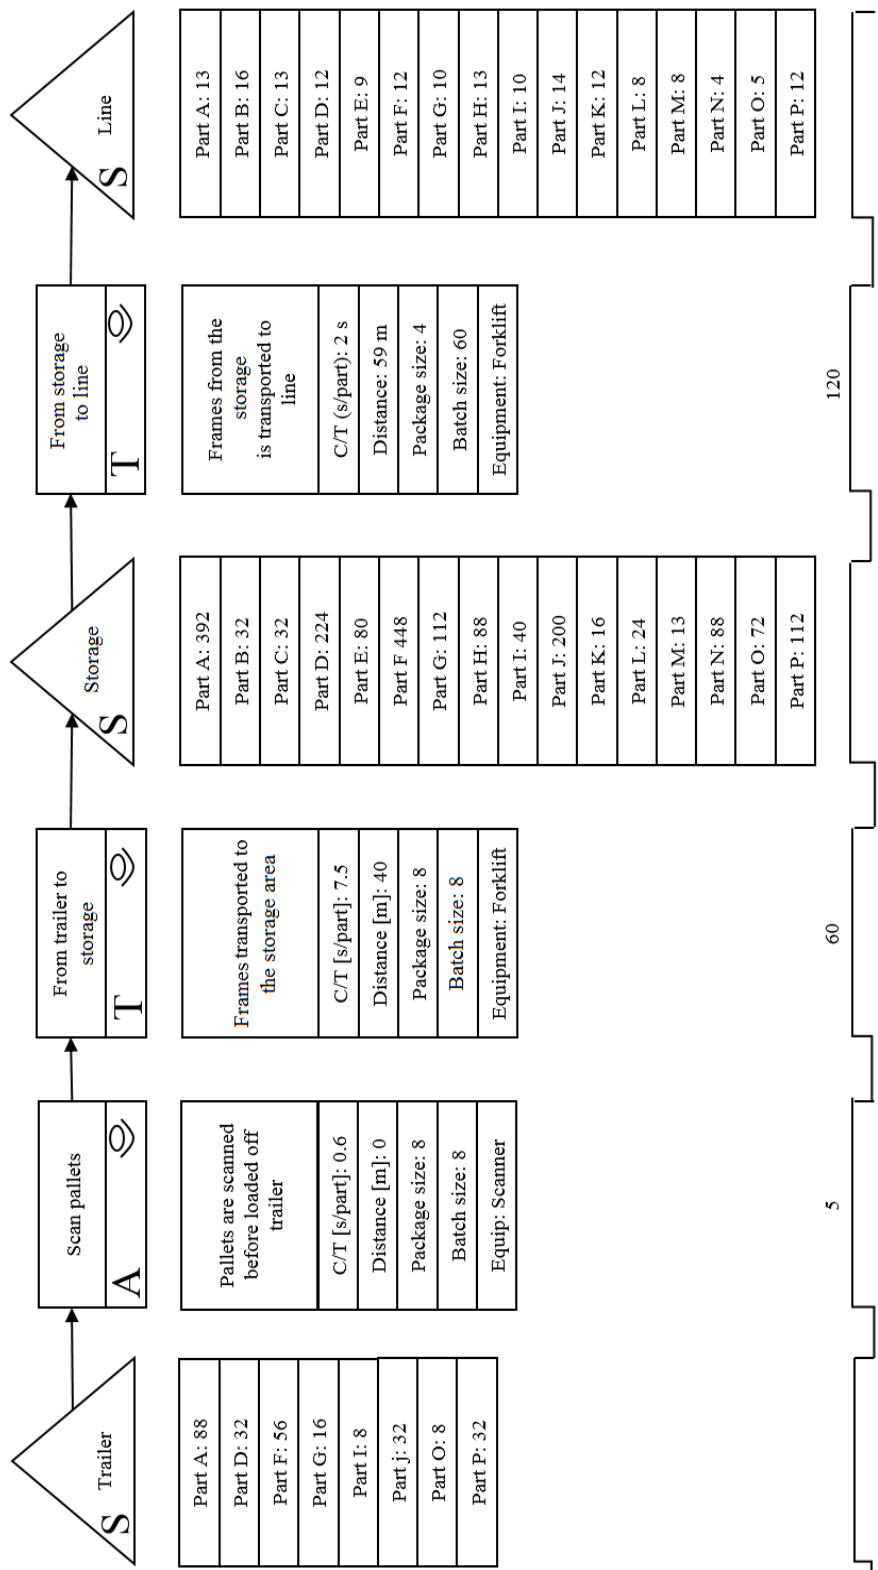 S
Trailer
Part A: 88
Part D: 32
Part F: 56
Part G: 16
Part I: 8
Part j: 32
Part O: 8
Part P: 32
Scan pallets
A
Pallets are scanned
before loaded off
trailer
C/T [s/part]: 0.6
Distance [m]: 0
Package size: 8
Batch size: 8
Equip: Scanner
5
From trailer to
storage
T
Frames transported to
the storage area
C/T [s/part]: 7.5
Distance [m]: 40
Package size: 8
Batch size: 8
Equipment: Forklift
60
S
Storage
Part A: 392
Part B: 32
Part C: 32
Part D: 224
Part E: 80
Part F 448
Part G: 112
Part H: 88
Part I: 40
Part J: 200
Part K: 16
Part L: 24
Part M: 13
Part N: 88
Part O: 72
Part P: 112
From storage
to line
T
Frames from the
storage
is transported to
line
C/T (s/part): 2 s
Distance: 59 m
Package size: 4
Batch size: 60
Equipment: Forklift
120
S
Line
Part A: 13
Part B: 16
Part C: 13
Part D: 12
Part E: 9
Part F: 12
Part G: 10
Part H: 13
Part I: 10
Part J: 14
Part K: 12
Part L: 8
Part M: 8
Part N: 4
Part O: 5
Part P: 12